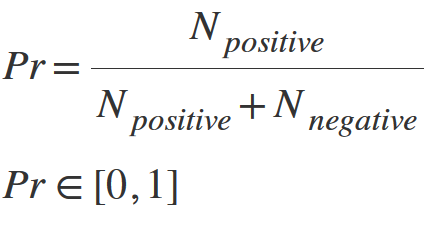 Pr = N_positive / (N_positive + N_negative)
Pr ∈ [0,1]